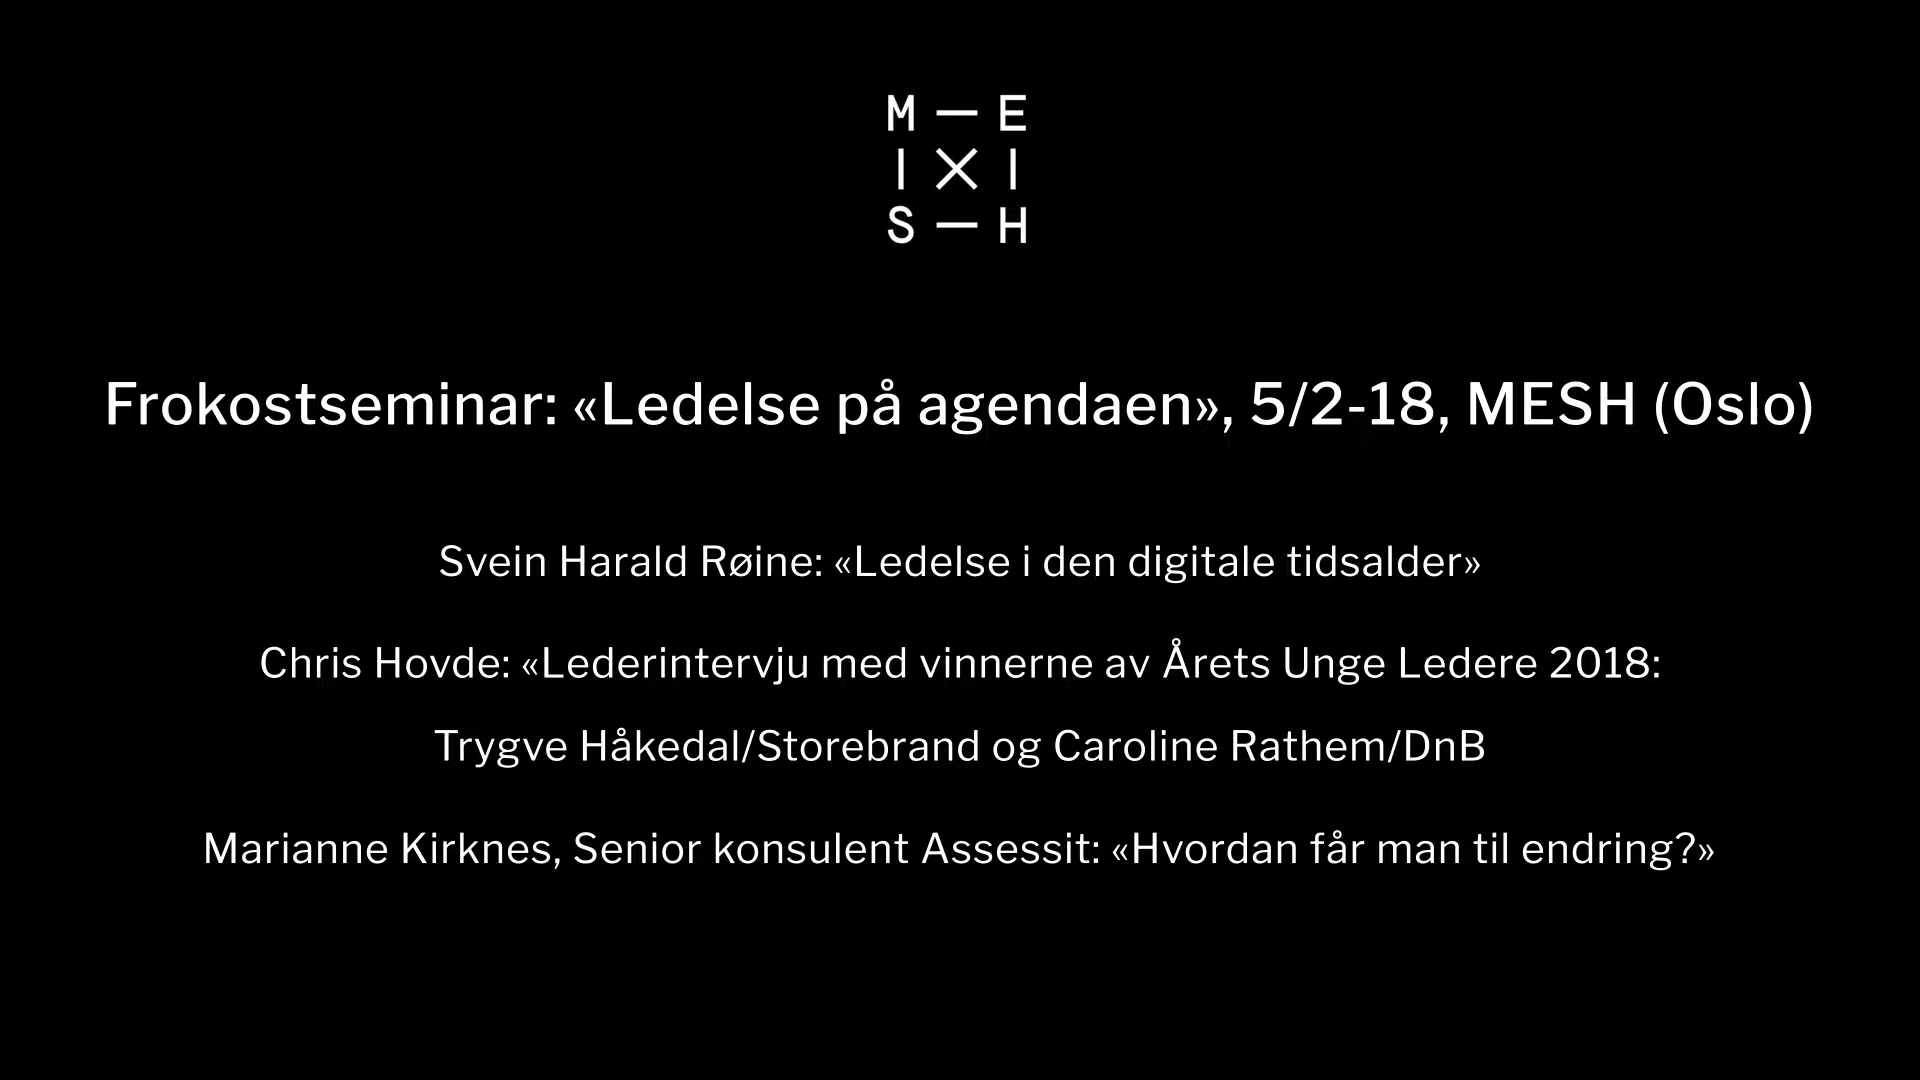 M — E
I X I
S — H
Frokostseminar: «Ledelse på agendaen», 5/2-18, MESH (Oslo)
Svein Harald Røine: «Ledelse i den digitale tidsalder»
Chris Hovde: «Lederintervju med vinnerne av Årets Unge Ledere 2018:
Trygve Håkedal/Storebrand og Caroline Rathem/DnB
Marianne Kirknes, Senior konsulent Assessit: «Hvordan får man til endring?»